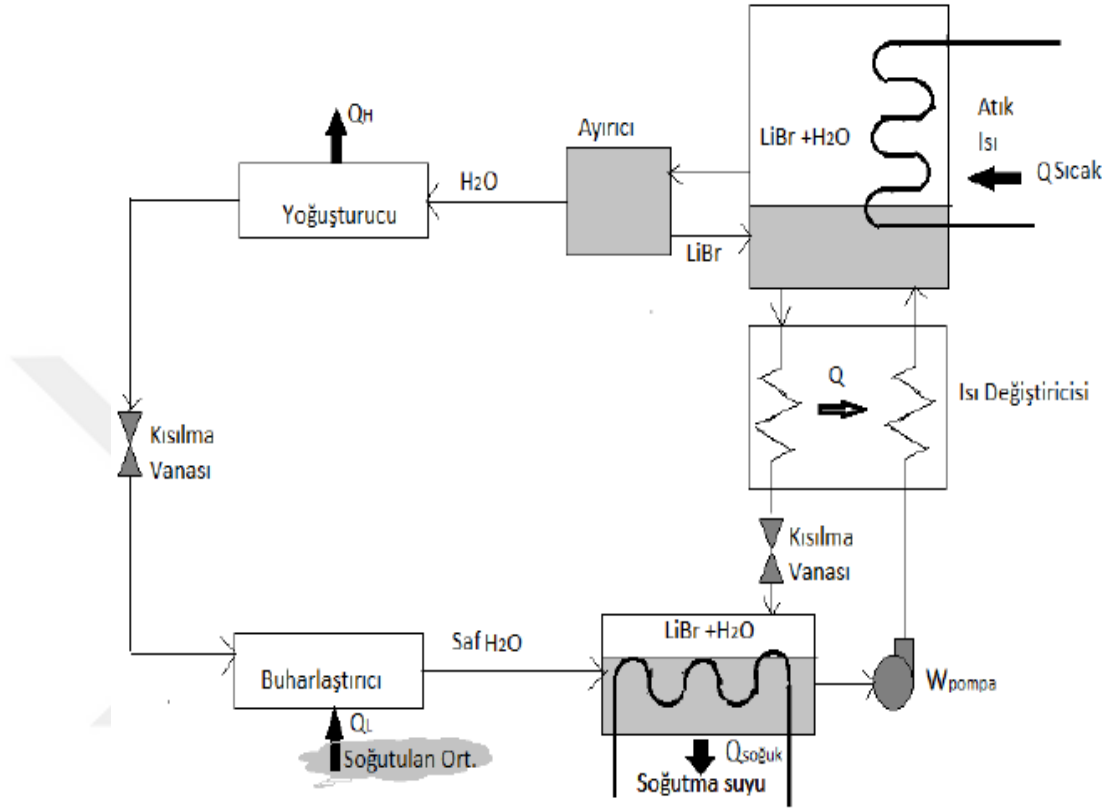 QH
Ayırıcı
LiBr +H2O
Atık
Isı
QSıcak
H2O
Yoğuşturucu
LiBr
Q
Isı Değiştiricisi
Kısılma
Vanası
Kısılma
Vanası
LiBr +H2O
Saf H2O
Buharlaştırıcı
Wpompa
QL
Soğutulan Ort.
Qsoğuk
Soğutma suyu